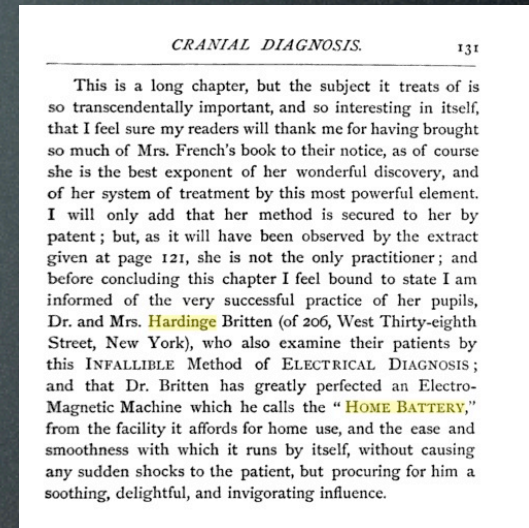 CRANIAL DIAGNOSIS. 131
This is a long chapter, but the subject it treats of is
so transcendentally important, and so interesting in itself,
that I feel sure my readers will thank me for having brought
so much of Mrs. French's book to their notice, as of course
she is the best exponent of her wonderful discovery, and
of her system of treatment by this most powerful element.
I will only add that her method is secured to her by
patent; but, as it will have been observed by the extract
given at page 121, she is not the only practitioner; and
before concluding this chapter I feel bound to state I am
informed of the very successful practice of her pupils,
Dr. and Mrs. Hardinge Britten (of 206, West Thirty-eighth
Street, New York), who also examine their patients by
this INFALLIBLE Method of ELECTRICAL DIAGNOSIS;
and that Dr. Britten has greatly perfected an Electro-
Magnetic Machine which he calls the "HOME BATTERY,"
from the facility it affords for home use, and the ease and
smoothness with which it runs by itself, without causing
any sudden shocks to the patient, but procuring for him a
soothing, delightful, and invigorating influence.